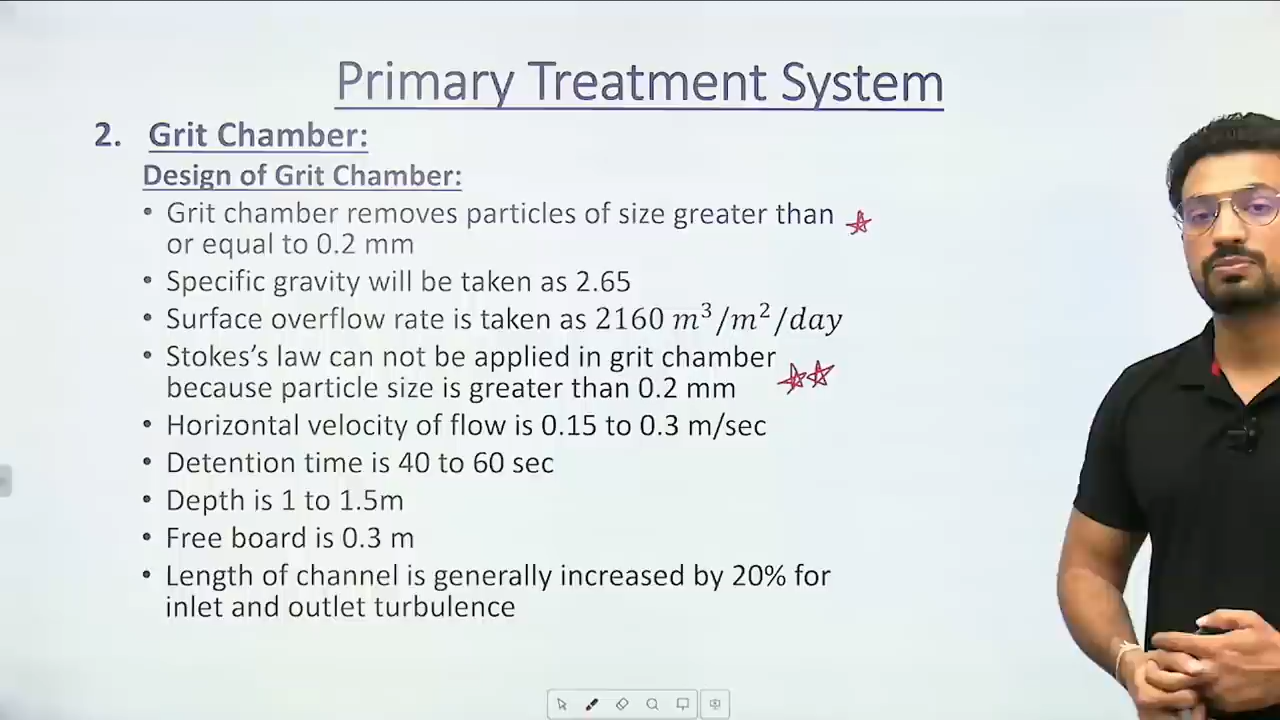 Primary Treatment System
2. Grit Chamber:
Design of Grit Chamber:
• Grit chamber removes particles of size greater than
or equal to 0.2 mm
• Specific gravity will be taken as 2.65
• Surface overflow rate is taken as 2160 m³/m²/day
• Stokes's law can not be applied in grit chamber
because particle size is greater than 0.2 mm
• Horizontal velocity of flow is 0.15 to 0.3 m/sec
• Detention time is 40 to 60 sec
• Depth is 1 to 1.5m
• Free board is 0.3 m
• Length of channel is generally increased by 20% for
inlet and outlet turbulence